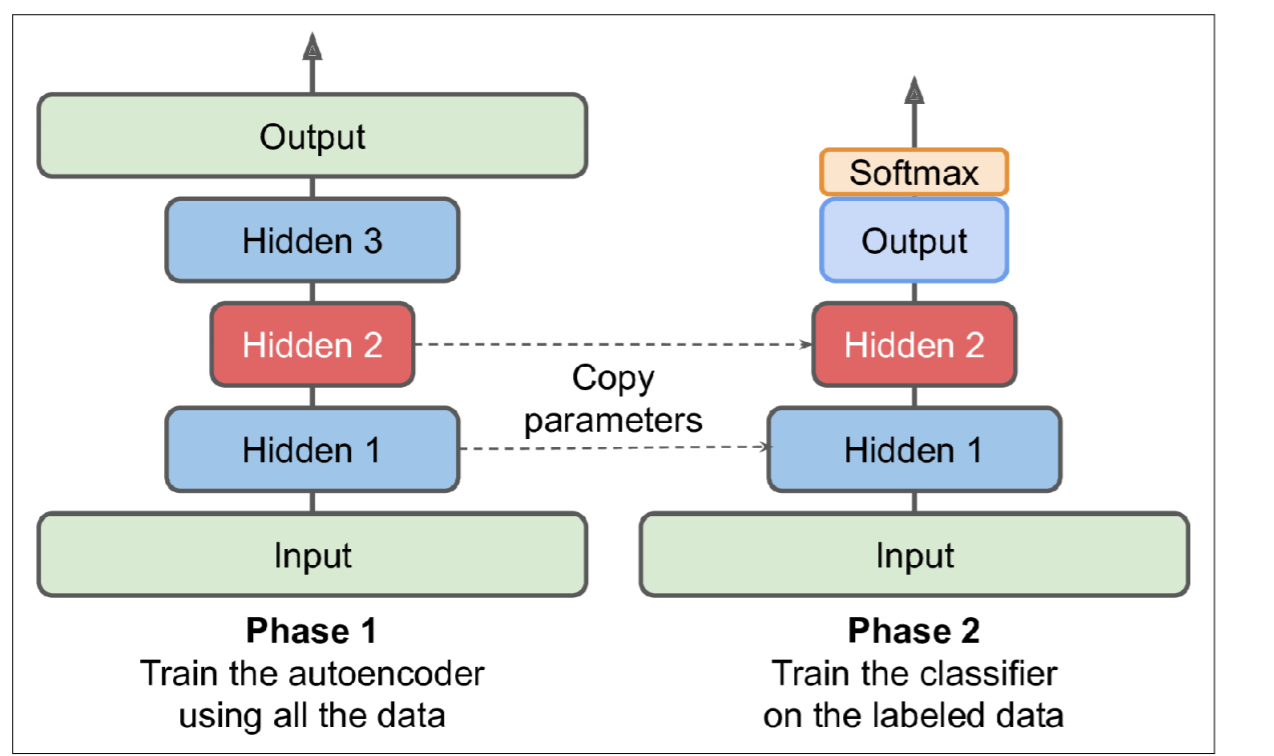 Output
Hidden 3
Hidden 2
Hidden 1
Input
Phase 1
Train the autoencoder
using all the data
Copy
parameters
Softmax
Output
Hidden 2
Hidden 1
Input
Phase 2
Train the classifier
on the labeled data